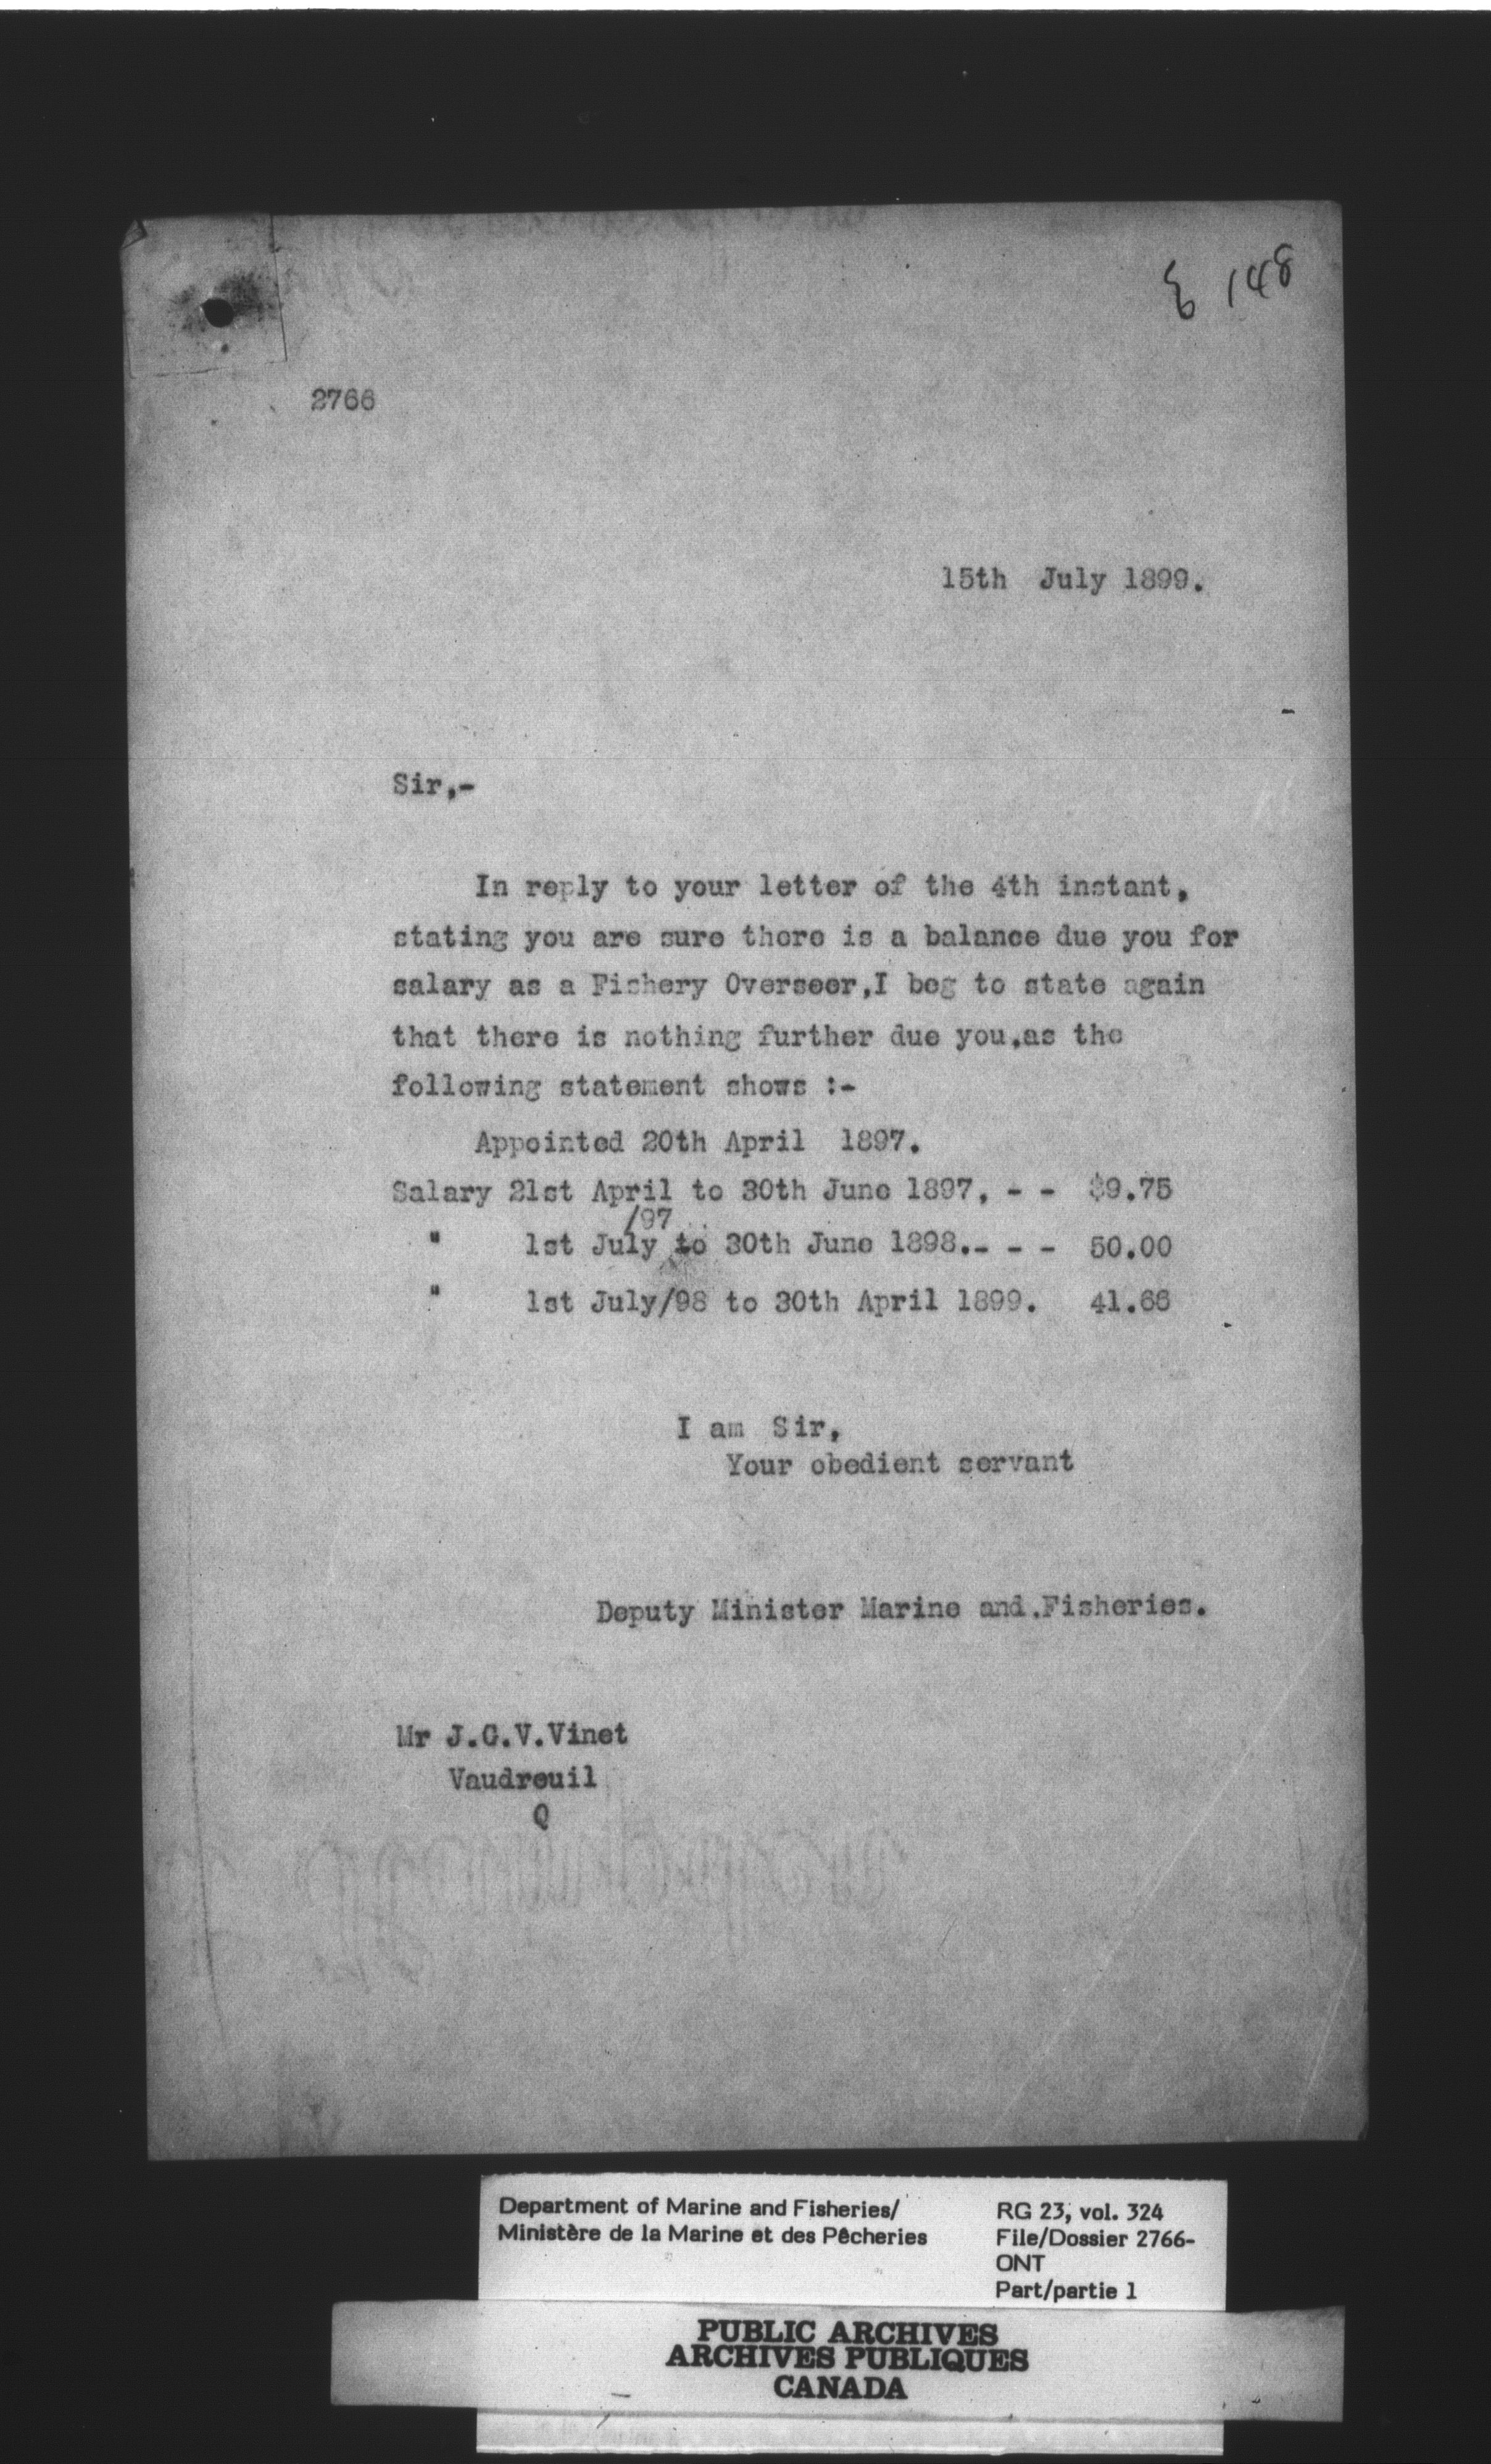 148
2766
15th July 1899.
Sir,-
In reply to your letter of the 4th instant,
stating you are sure there is a balance due you for
salary as a Fishery Overseer,I beg to state again
that there is nothing further due you,as the
following statement shows :-
Appointed 20th April 1897.
Salary 21st April to 30th June 1897, - - $9.75
/97
" 1st July to 30th June 1898.- - - 50.00
" 1st July/98 to 30th April 1899. 41.66
I am Sir,
Your obedient servant
Deputy Minister Marine and.Fisheries.
Mr J.G.V.Vinet
Vaudreuil
Q
Department of Marine and Fisheries/
Ministère de la Marine et des Pêcheries
RG 23, vol. 324
File/Dossier 2766-
ONT
Part/partie 1
PUBLIC ARCHIVES
ARCHIVES PUBLIQUES
CANADA